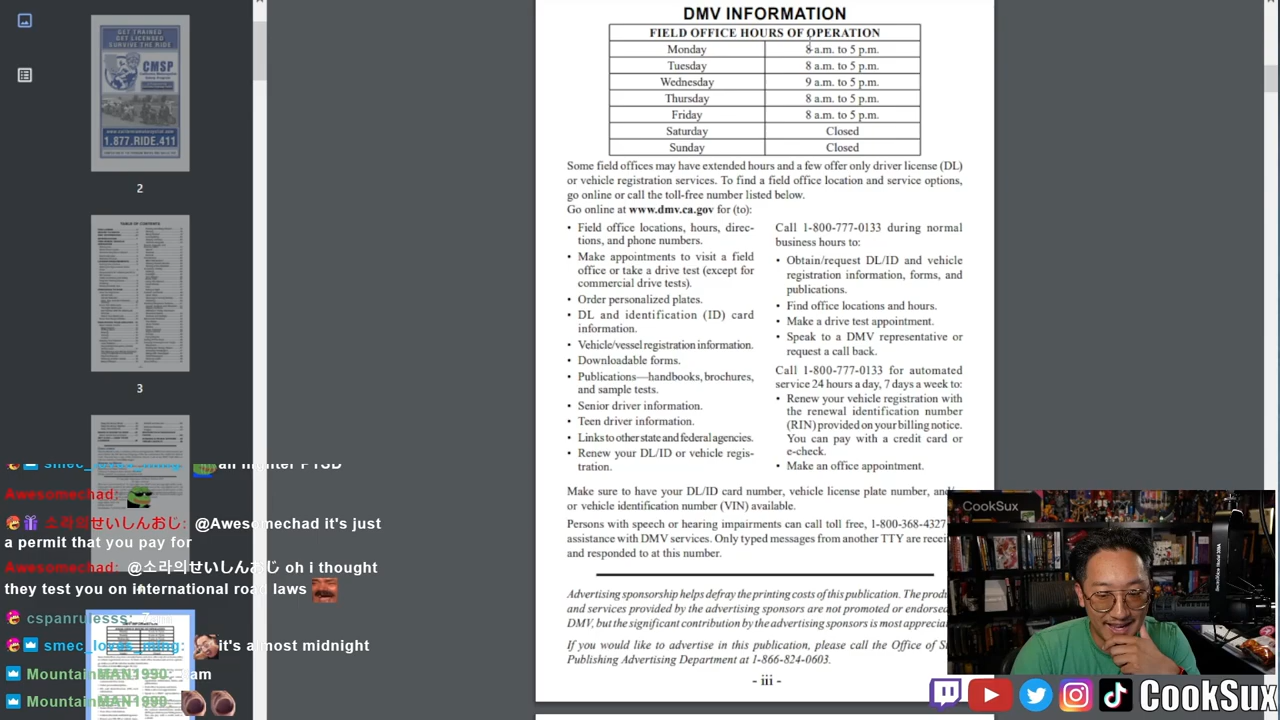 GET TRAINED
GET LICENSED
SURVIVE THE RIDE
CMSP
1.877.RIDE.411
2
TABLE OF CONTENTS
3
Awesomechad:
소라의せいしんおじ: @Awesomechad it's just
a permit that you pay for
Awesomechad: @소라의せいしんおじ oh i thought
they test you on international road laws
cspanrulesss:
is almost midnight
DMV INFORMATION
FIELD OFFICE HOURS OF OPERATION
Monday 8 a.m. to 5 p.m.
Tuesday 8 a.m. to 5 p.m.
Wednesday 9 a.m. to 5 p.m.
Thursday 8 a.m. to 5 p.m.
Friday 8 a.m. to 5 p.m.
Saturday Closed
Sunday Closed
Some field offices may have extended hours and a few offer only driver license (DL)
or vehicle registration services. To find a field office location and service options,
go online or call the toll-free number listed below.
Go online at www.dmv.ca.gov for (to):
• Field office locations, hours, direc-
tions, and phone numbers.
• Make appointments to visit a field
office or take a drive test (except for
commercial drive tests).
• Order personalized plates.
• DL and identification (ID) card
information.
• Vehicle/vessel registration information.
• Downloadable forms.
• Publications—handbooks, brochures,
and sample tests.
• Senior driver information.
• Teen driver information.
• Links to other state and federal agencies.
• Renew your DL/ID or vehicle regis-
tration.
Call 1-800-777-0133 during normal
business hours to:
• Obtain/request DL/ID and vehicle
registration information, forms, and
publications.
• Find office locations and hours.
• Make a drive test appointment.
• Speak to a DMV representative or
request a call back.
Call 1-800-777-0133 for automated
service 24 hours a day, 7 days a week to:
• Renew your vehicle registration with
the renewal identification number
(RIN) provided on your billing notice.
You can pay with a credit card or
e-check.
• Make an office appointment.
Make sure to have your DL/ID card number, vehicle license plate number, and/
or vehicle identification number (VIN) available.
Persons with speech or hearing impairments can call toll free, 1-800-368-4327
assistance with DMV services. Only typed messages from another TTY are recei
and responded to at this number.
Advertising sponsorship helps defray the printing costs of this publication. The produ
and services provided by the advertising sponsors are not promoted or endorsed
DMV, but the significant contribution by the advertising sponsors is most appreciat
If you would like to advertise in this publication, please call the Office of St
Publishing Advertising Department at 1-866-824-0603
- iii -
CookSux
CookSux